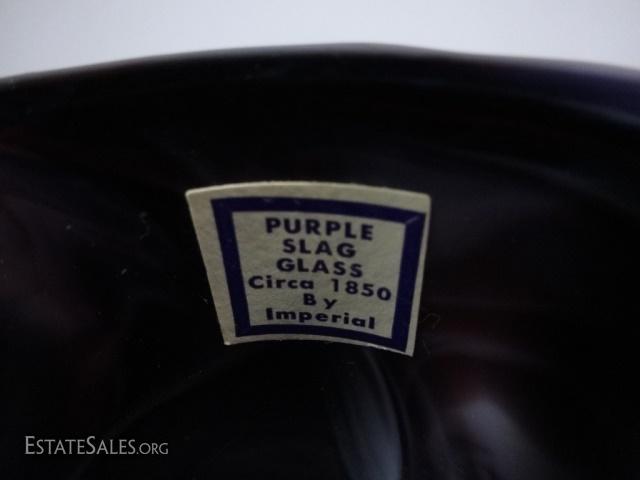 PURPLE
SLAG
GLASS
Circa 1850
By
Imperial
ESTATESALES.ORG